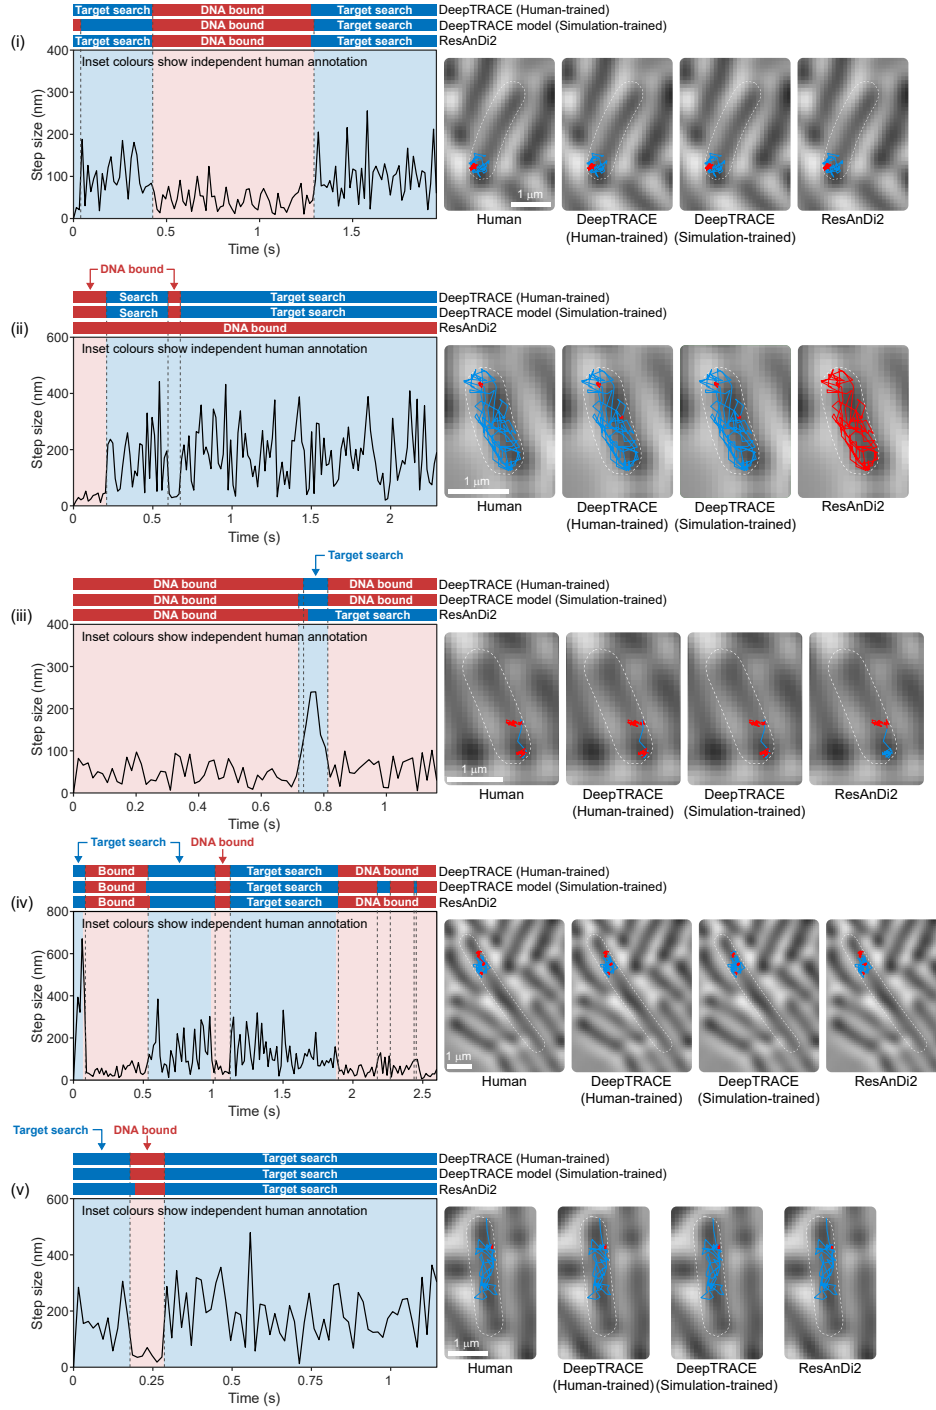 Target search DNA bound Target search DeepTRACE (Human-trained)
DeepTRACE model (Simulation-trained)
Target search DNA bound Target search ResAnDi2
(i)
400
300
200
100
0
Step size (nm)
Inset colours show independent human annotation
0 0.5 1 1.5
Time (s)
1 μm
Human
DeepTRACE
(Human-trained)
DeepTRACE
(Simulation-trained)
ResAnDi2
DNA bound
Search Target search DeepTRACE (Human-trained)
Search Target search DeepTRACE model (Simulation-trained)
DNA bound ResAnDi2
(ii)
600
400
200
0
Step size (nm)
Inset colours show independent human annotation
0 0.5 1 1.5 2
Time (s)
1 μm
Human
DeepTRACE
(Human-trained)
DeepTRACE
(Simulation-trained)
ResAnDi2
Target search
DNA bound DNA bound DeepTRACE (Human-trained)
DNA bound DNA bound DeepTRACE model (Simulation-trained)
DNA bound Target search ResAnDi2
(iii)
400
300
200
100
0
Step size (nm)
Inset colours show independent human annotation
0 0.2 0.4 0.6 0.8 1
Time (s)
1 μm
Human
DeepTRACE
(Human-trained)
DeepTRACE
(Simulation-trained)
ResAnDi2
Target search DNA bound
Bound Target search DNA bound DeepTRACE (Human-trained)
Bound Target search DeepTRACE model (Simulation-trained)
Bound Target search DNA bound ResAnDi2
(iv)
800
600
400
200
0
Step size (nm)
Inset colours show independent human annotation
0 0.5 1 1.5 2 2.5
Time (s)
1 μm
Human
DeepTRACE
(Human-trained)
DeepTRACE
(Simulation-trained)
ResAnDi2
Target search DNA bound
Target search DeepTRACE (Human-trained)
Target search DeepTRACE model (Simulation-trained)
Target search ResAnDi2
(v)
600
400
200
0
Step size (nm)
Inset colours show independent human annotation
0 0.25 0.5 0.75 1
Time (s)
1 μm
Human
DeepTRACE
(Human-trained)
DeepTRACE
(Simulation-trained)
ResAnDi2